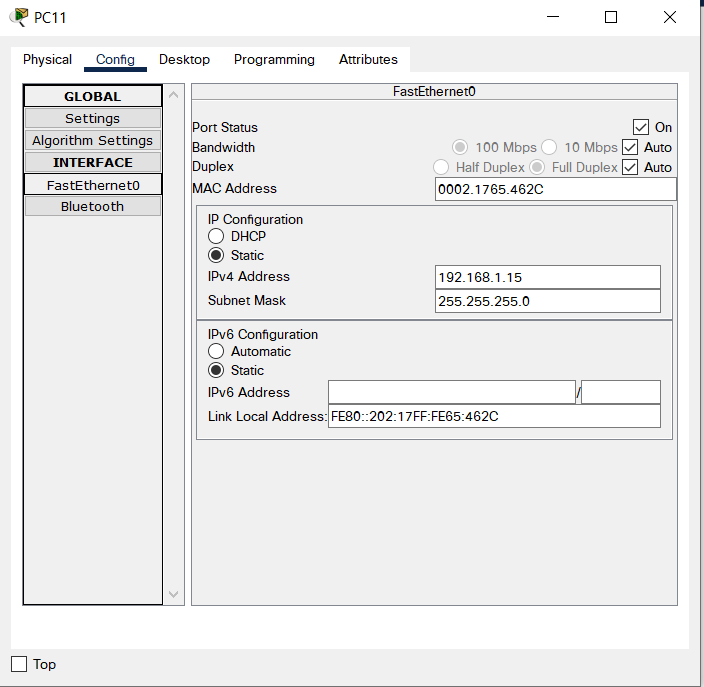 PC11
Physical Config Desktop Programming Attributes
GLOBAL
Settings
Algorithm Settings
INTERFACE
FastEthernet0
Bluetooth
FastEthernet0
Port Status On
Bandwidth 100 Mbps 10 Mbps Auto
Duplex Half Duplex Full Duplex Auto
MAC Address 0002.1765.462C
IP Configuration
DHCP
Static
IPv4 Address 192.168.1.15
Subnet Mask 255.255.255.0
IPv6 Configuration
Automatic
Static
IPv6 Address /
Link Local Address: FE80::202:17FF:FE65:462C
Top